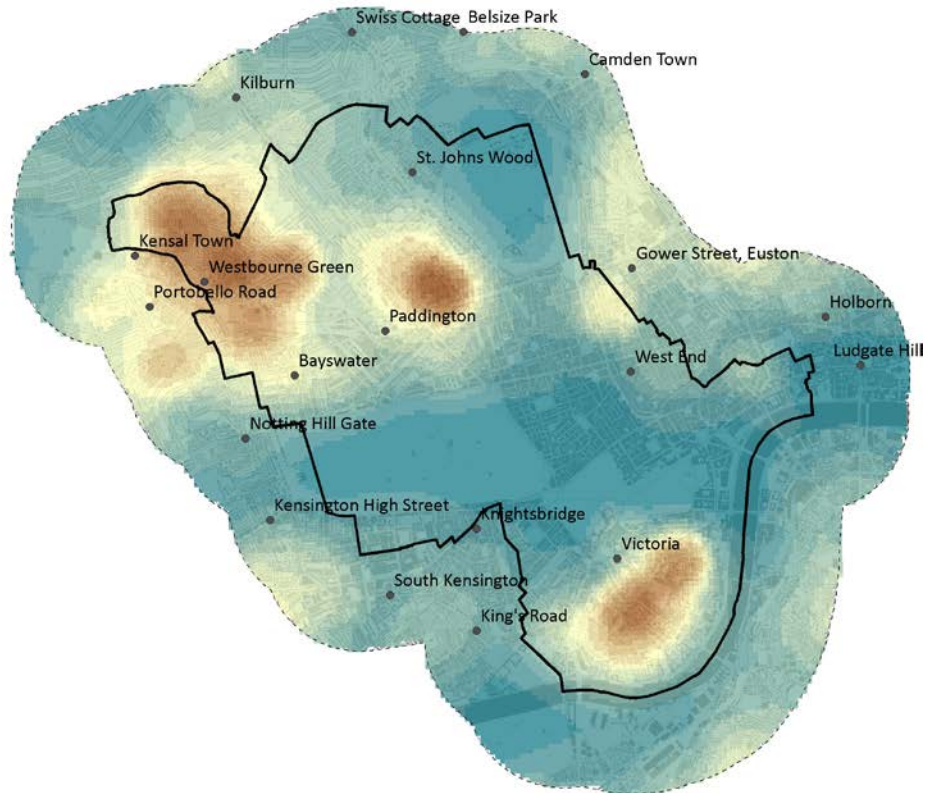 Swiss Cottage
Belsize Park
Camden Town
Kilburn
St. Johns Wood
Kensal Town
Gower Street, Euston
Westbourne Green
Portobello Road
Holborn
Paddington
Ludgate Hill
West End
Bayswater
Notting Hill Gate
Kensington High Street
Knightsbridge
Victoria
South Kensington
King's Road